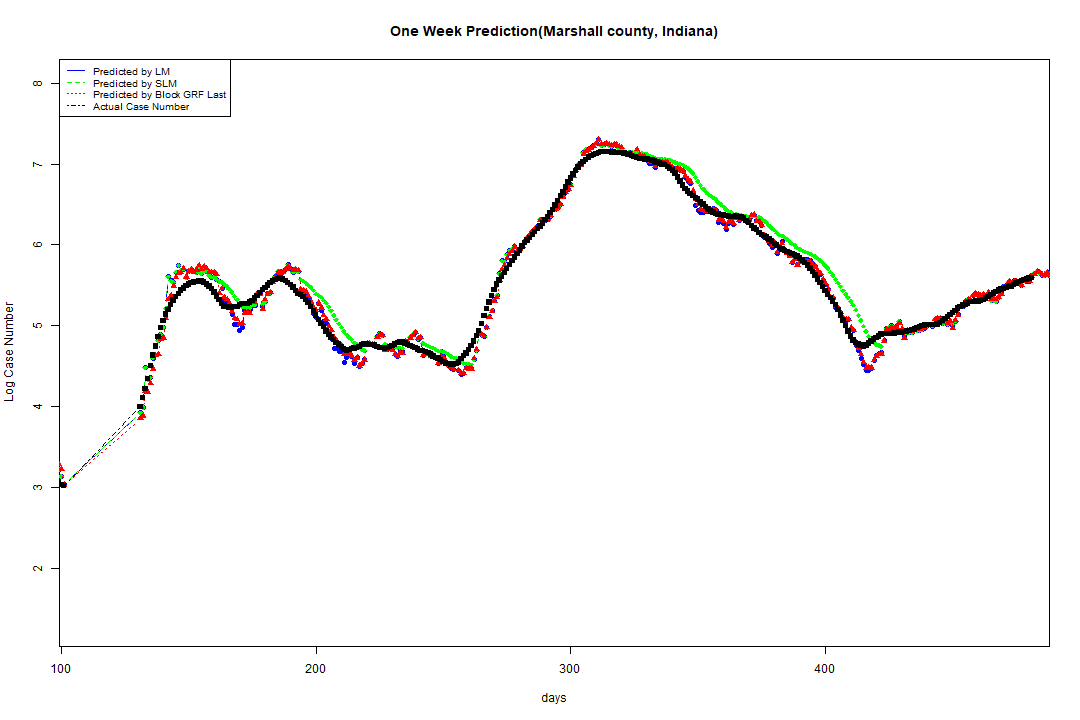 One Week Prediction(Marshall county, Indiana)
Predicted by LM
Predicted by SLM
Predicted by Block GRF Last
Actual Case Number
8
7
6
5
4
3
2
Log Case Number
100 200 300 400
days